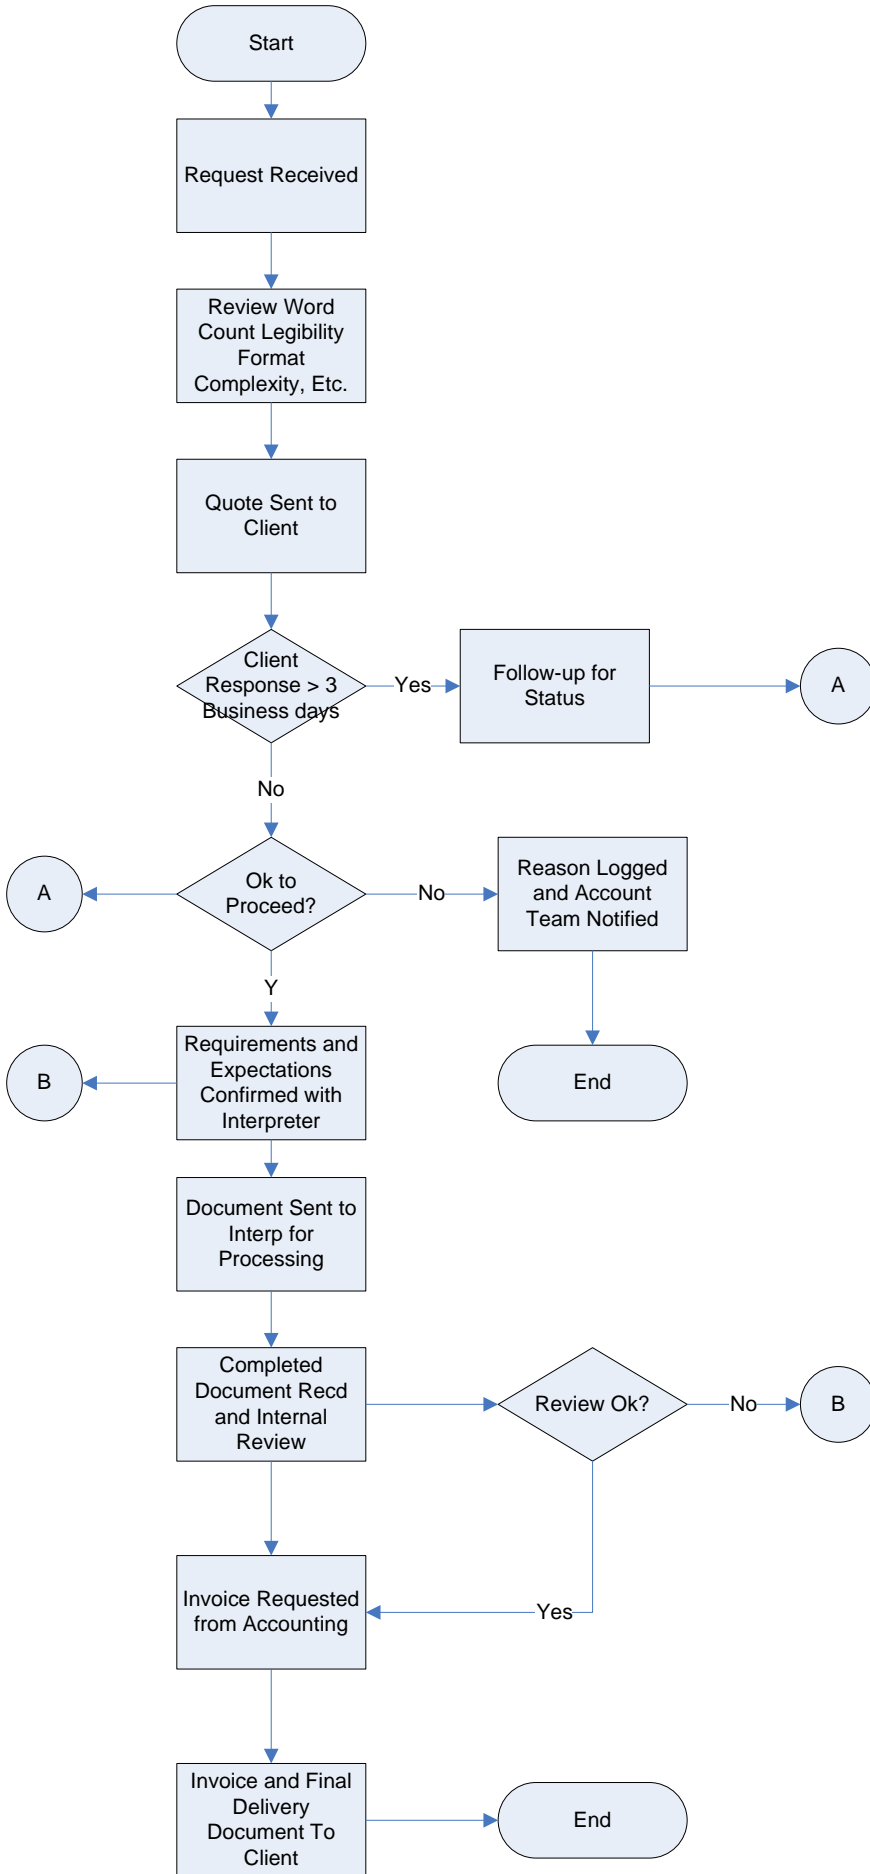 Start
Request Received
Review Word
Count Legibility
Format
Complexity, Etc.
Quote Sent to
Client
Client
Response > 3
Business days
Yes
Follow-up for
Status
A
No
A
Ok to
Proceed?
No
Reason Logged
and Account
Team Notified
Y
B
Requirements and
Expectations
Confirmed with
Interpreter
End
Document Sent to
Interp for
Processing
Completed
Document Recd
and Internal
Review
Review Ok?
No
B
Invoice Requested
from Accounting
Yes
Invoice and Final
Delivery
Document To
Client
End